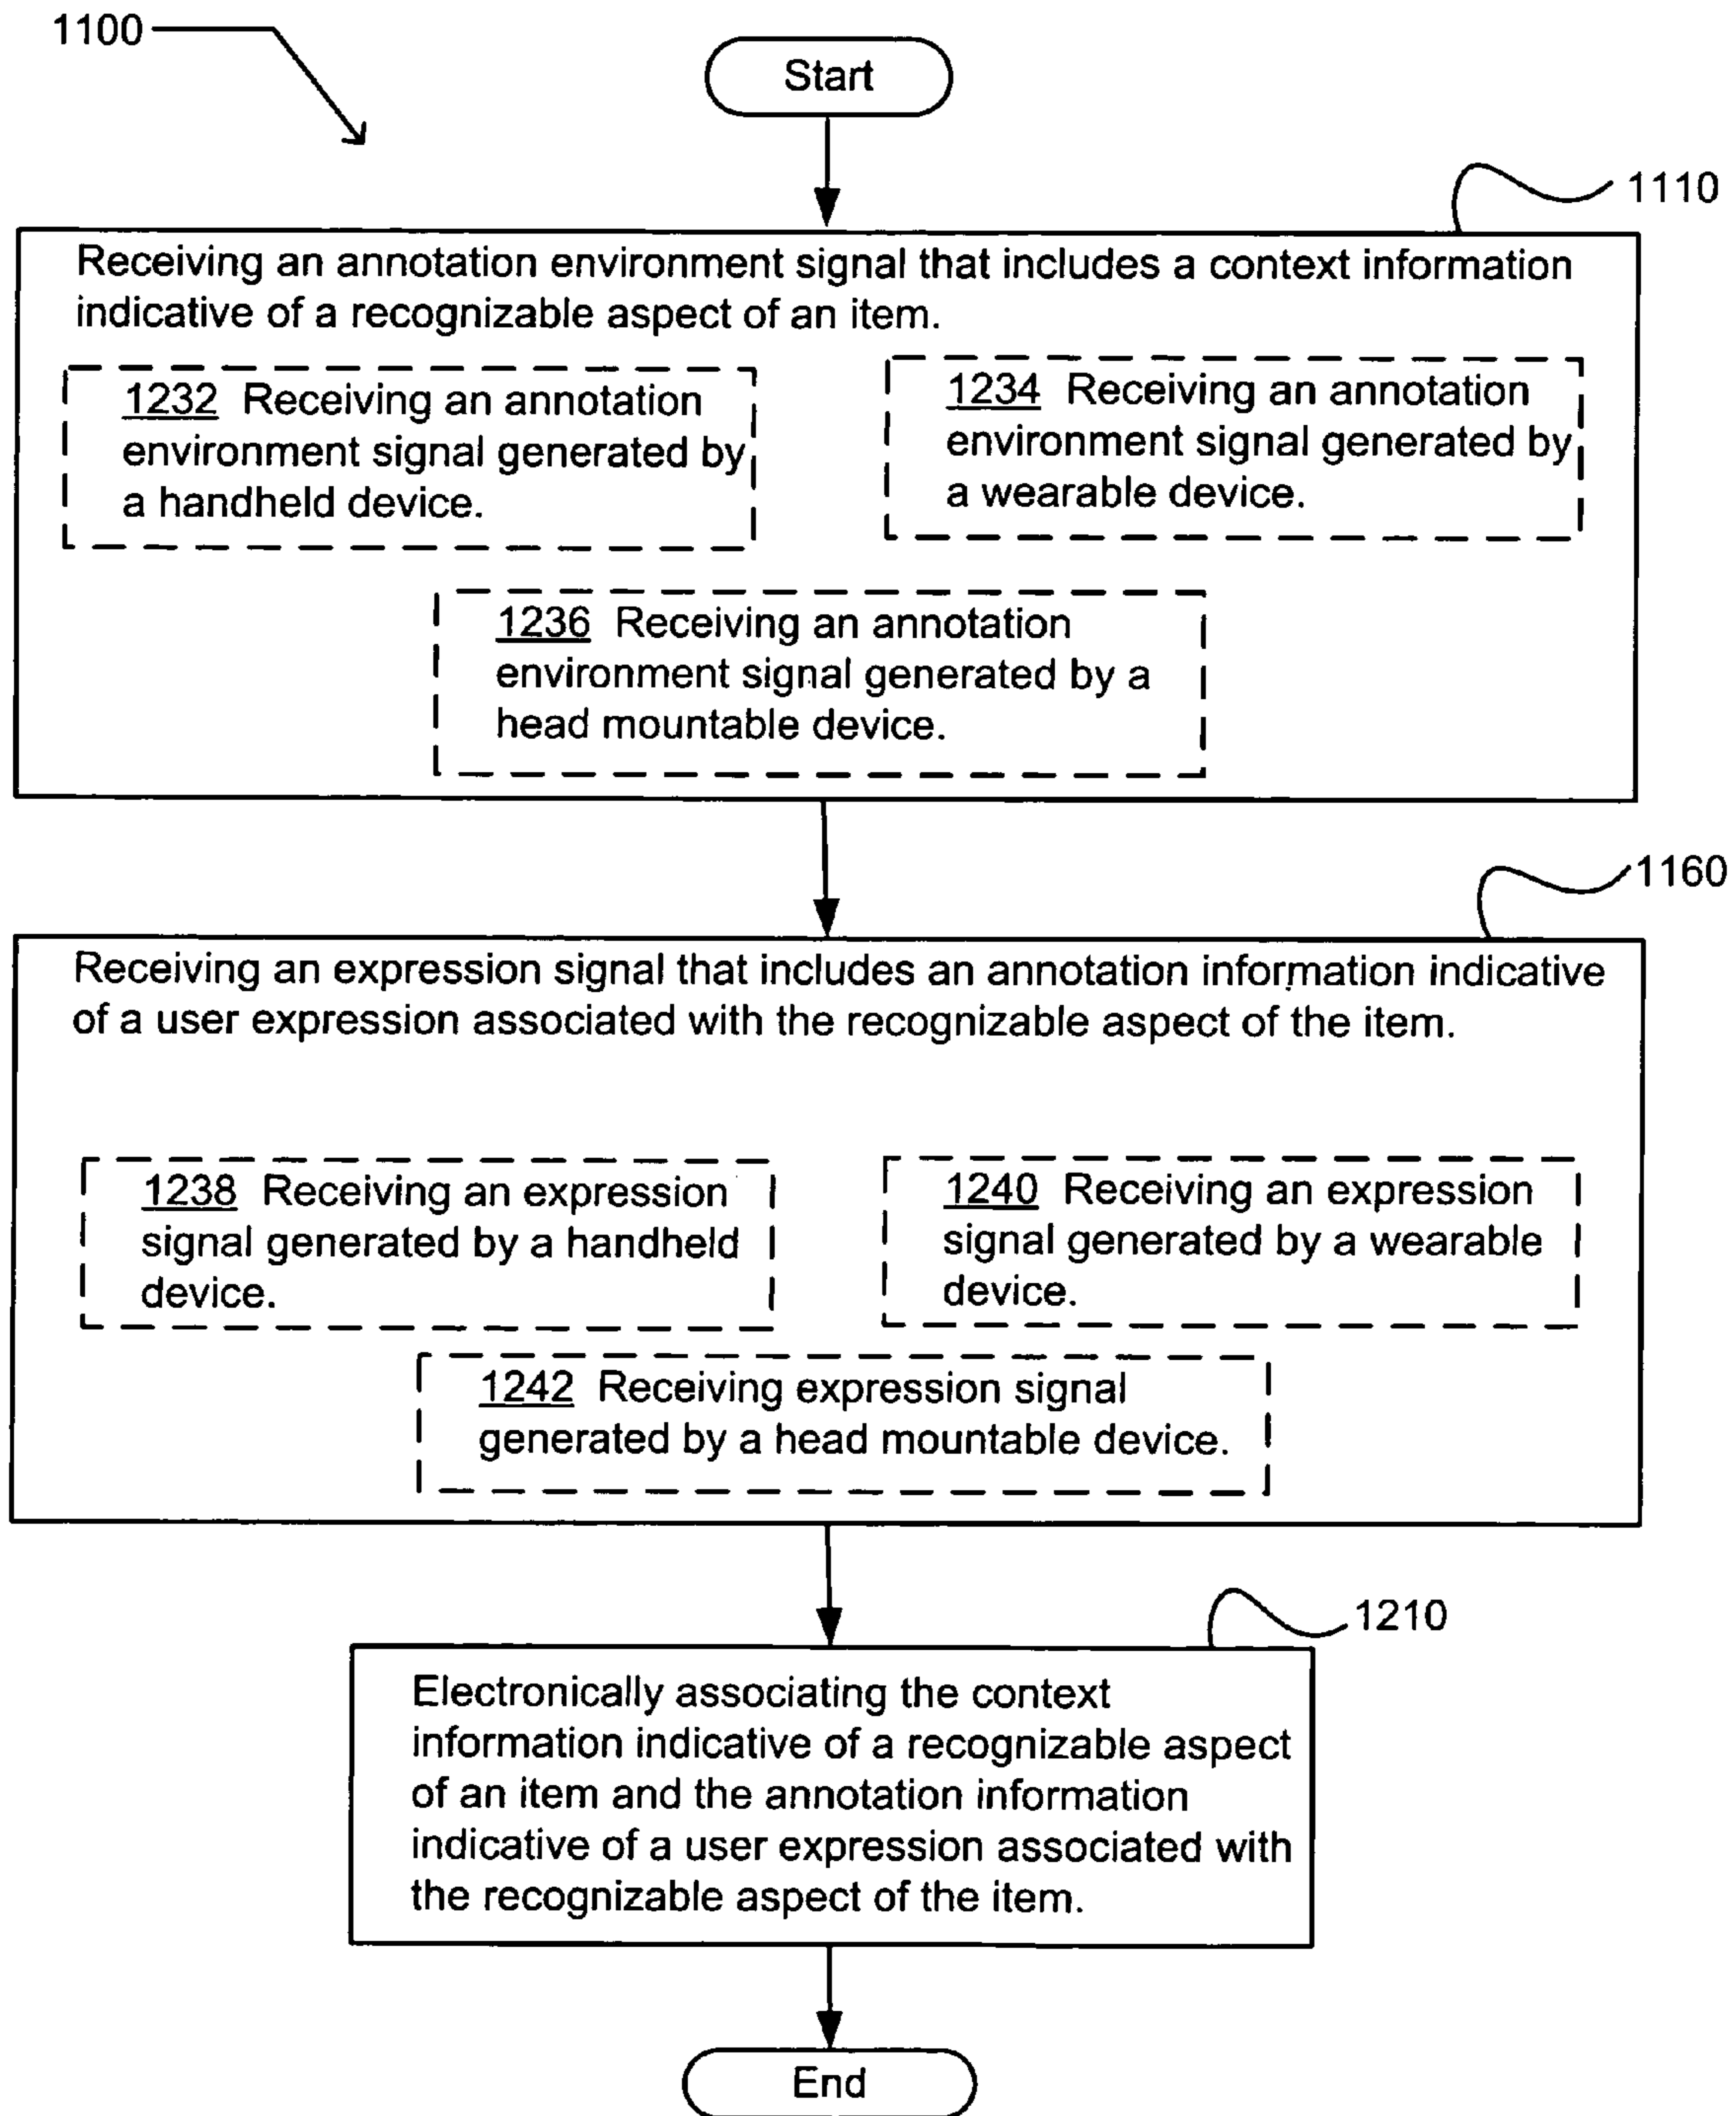 1100
Start
1110
Receiving an annotation environment signal that includes a context information
indicative of a recognizable aspect of an item.
1232 Receiving an annotation
environment signal generated by
a handheld device.
1234 Receiving an annotation
environment signal generated by
a wearable device.
1236 Receiving an annotation
environment signal generated by a
head mountable device.
1160
Receiving an expression signal that includes an annotation information indicative
of a user expression associated with the recognizable aspect of the item.
1238 Receiving an expression
signal generated by a handheld
device.
1240 Receiving an expression
signal generated by a wearable
device.
1242 Receiving expression signal
generated by a head mountable device.
1210
Electronically associating the context
information indicative of a recognizable aspect
of an item and the annotation information
indicative of a user expression associated with
the recognizable aspect of the item.
End